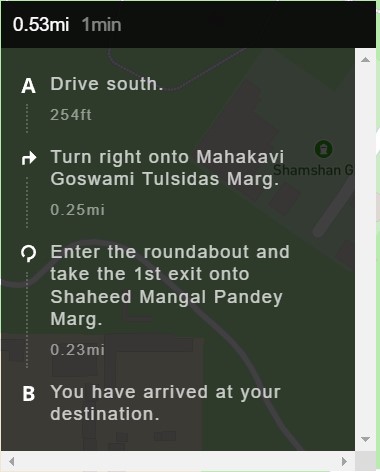 0.53mi 1min
A Drive south.
254ft
Turn right onto Mahakavi
Goswami Tulsidas Marg.
0.25mi
Enter the roundabout and
take the 1st exit onto
Shaheed Mangal Pandey
Marg.
0.23mi
B You have arrived at your
destination.
Shamshan G